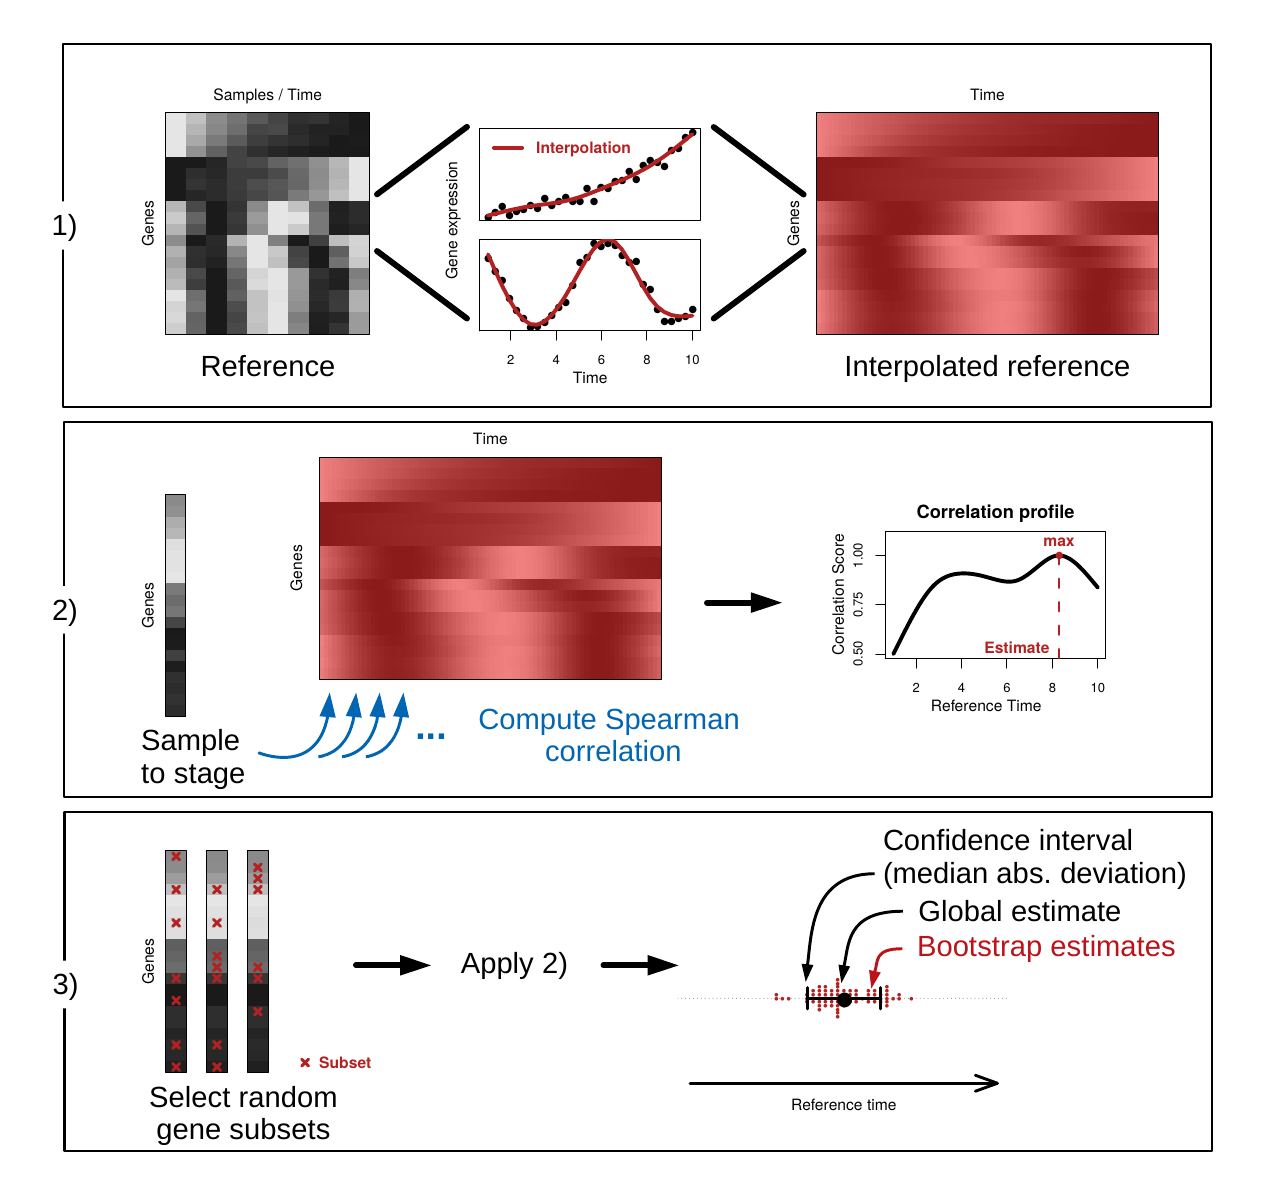 1)
Samples / Time
Genes
Reference
Gene expression
Interpolation
2 4 6 8 10
Time
Time
Genes
Interpolated reference
2)
Genes
Sample
to stage
Time
Genes
...
Compute Spearman
correlation
Correlation profile
Correlation Score
1.00
0.75
0.50
max
Estimate
2 4 6 8 10
Reference Time
3)
Genes
Subset
Select random
gene subsets
Apply 2)
Confidence interval
(median abs. deviation)
Global estimate
Bootstrap estimates
Reference time